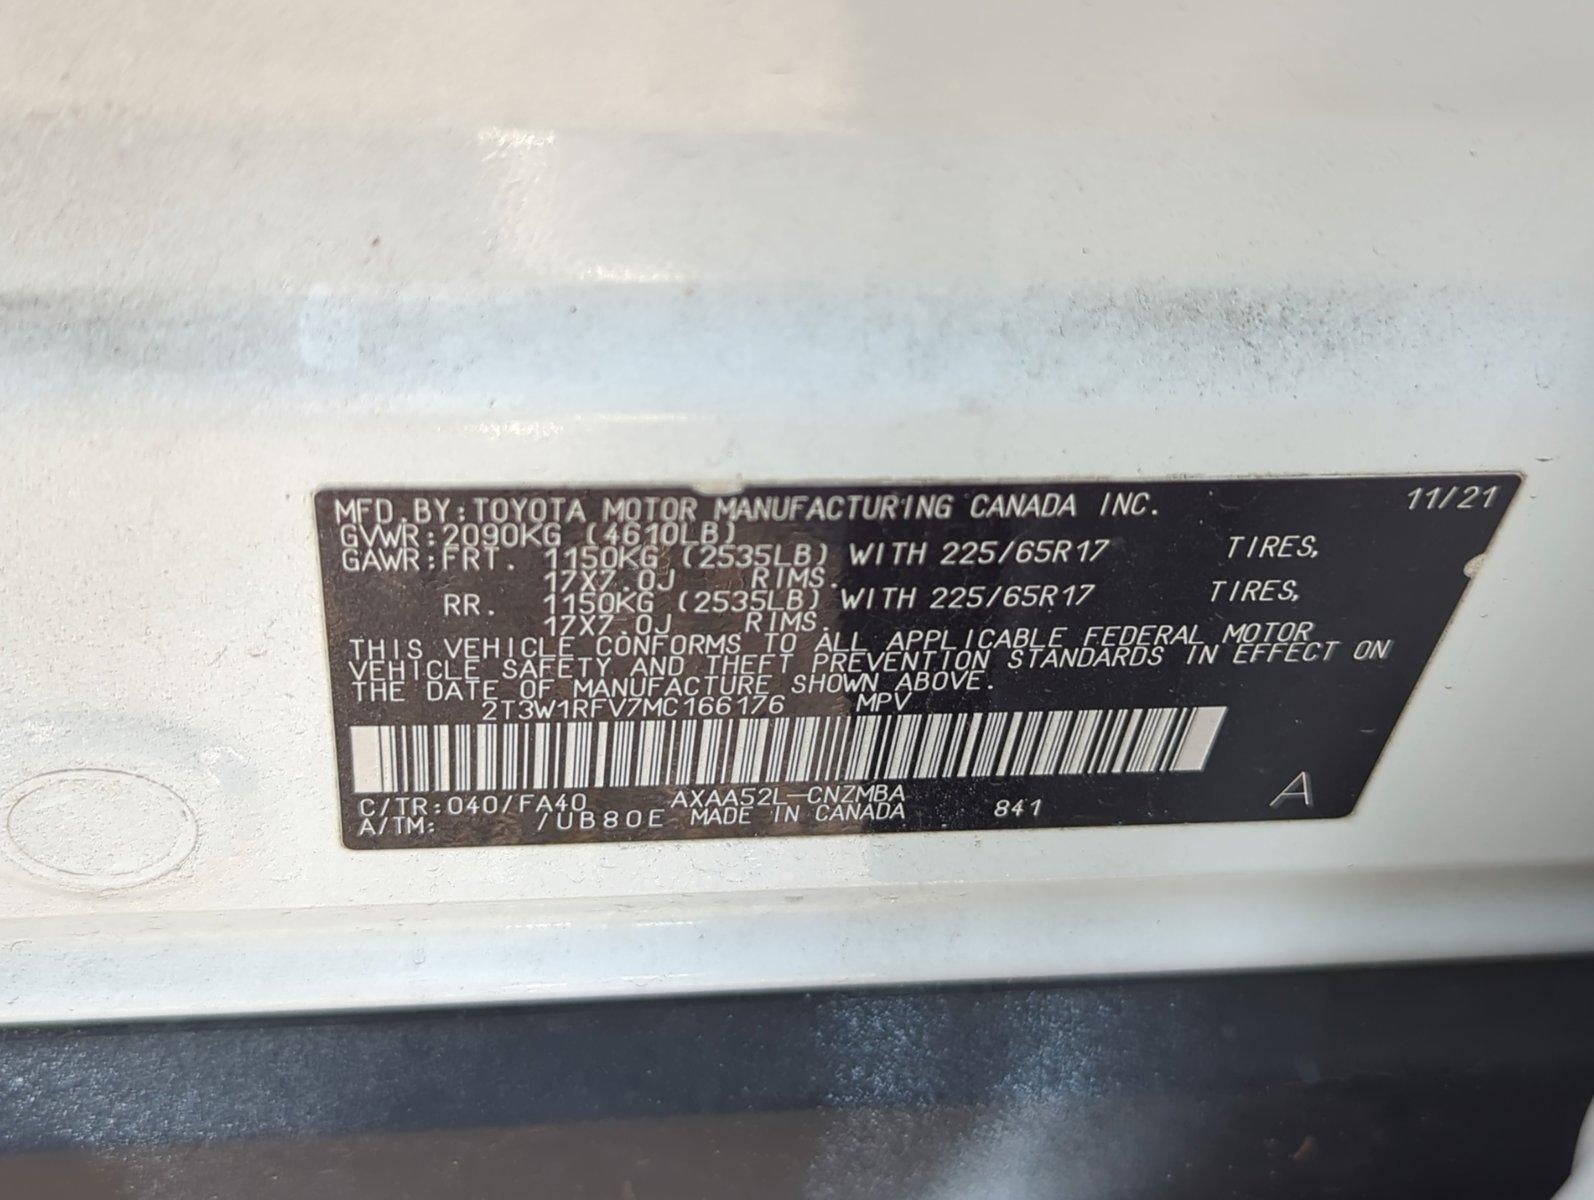 MFD.BY:TOYOTA MOTOR MANUFACTURING CANADA INC. 11/21
GVWR:2090KG (4610LB)
GAWR:FRT. 1150KG (2535LB) WITH 225/65R17 TIRES,
17X7.0J RIMS.
RR. 1150KG (2535LB) WITH 225/65R17 TIRES,
17X7.0J RIMS.
THIS VEHICLE CONFORMS TO ALL APPLICABLE FEDERAL MOTOR
VEHICLE SAFETY AND THEFT PREVENTION STANDARDS IN EFFECT ON
THE DATE OF MANUFACTURE SHOWN ABOVE.
2T3W1RFV7MC166176 MPV
C/TR:040/FA40 AXAA52L-CNZMBA 841 A
A/TM: /UB80E MADE IN CANADA